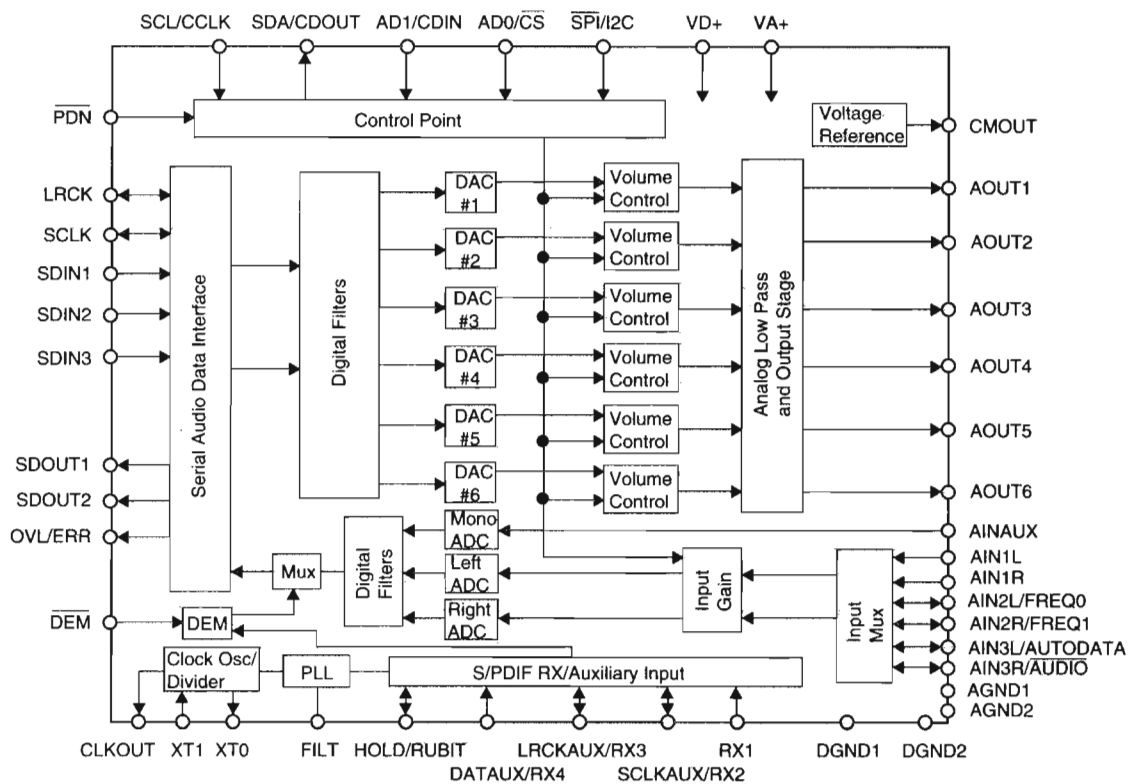 SCL/CCLK SDA/CDOUT AD1/CDIN AD0/CS SPI/I2C VD+ VA+
PDN
Control Point
Voltage
Reference
CMOUT
LRCK
SCLK
SDIN1
SDIN2
SDIN3
SDOUT1
SDOUT2
OVL/ERR
DEM
Serial Audio Data Interface
Digital Filters
DAC
#1
DAC
#2
DAC
#3
DAC
#4
DAC
#5
DAC
#6
Volume
Control
Volume
Control
Volume
Control
Volume
Control
Volume
Control
Volume
Control
Analog Low Pass
and Output Stage
AOUT1
AOUT2
AOUT3
AOUT4
AOUT5
AOUT6
AINAUX
AIN1L
AIN1R
AIN2L/FREQ0
AIN2R/FREQ1
AIN3L/AUTODATA
AIN3R/AUDIO
AGND1
AGND2
Mux
Digital
Filters
Mono
ADC
Left
ADC
Right
ADC
Input
Gain
Input
Mux
DEM
Clock Osc/
Divider
PLL
S/PDIF RX/Auxiliary Input
CLKOUT XT1 XT0 FILT HOLD/RUBIT LRCKAUX/RX3 RX1 DGND1 DGND2
DATAUX/RX4 SCLKAUX/RX2